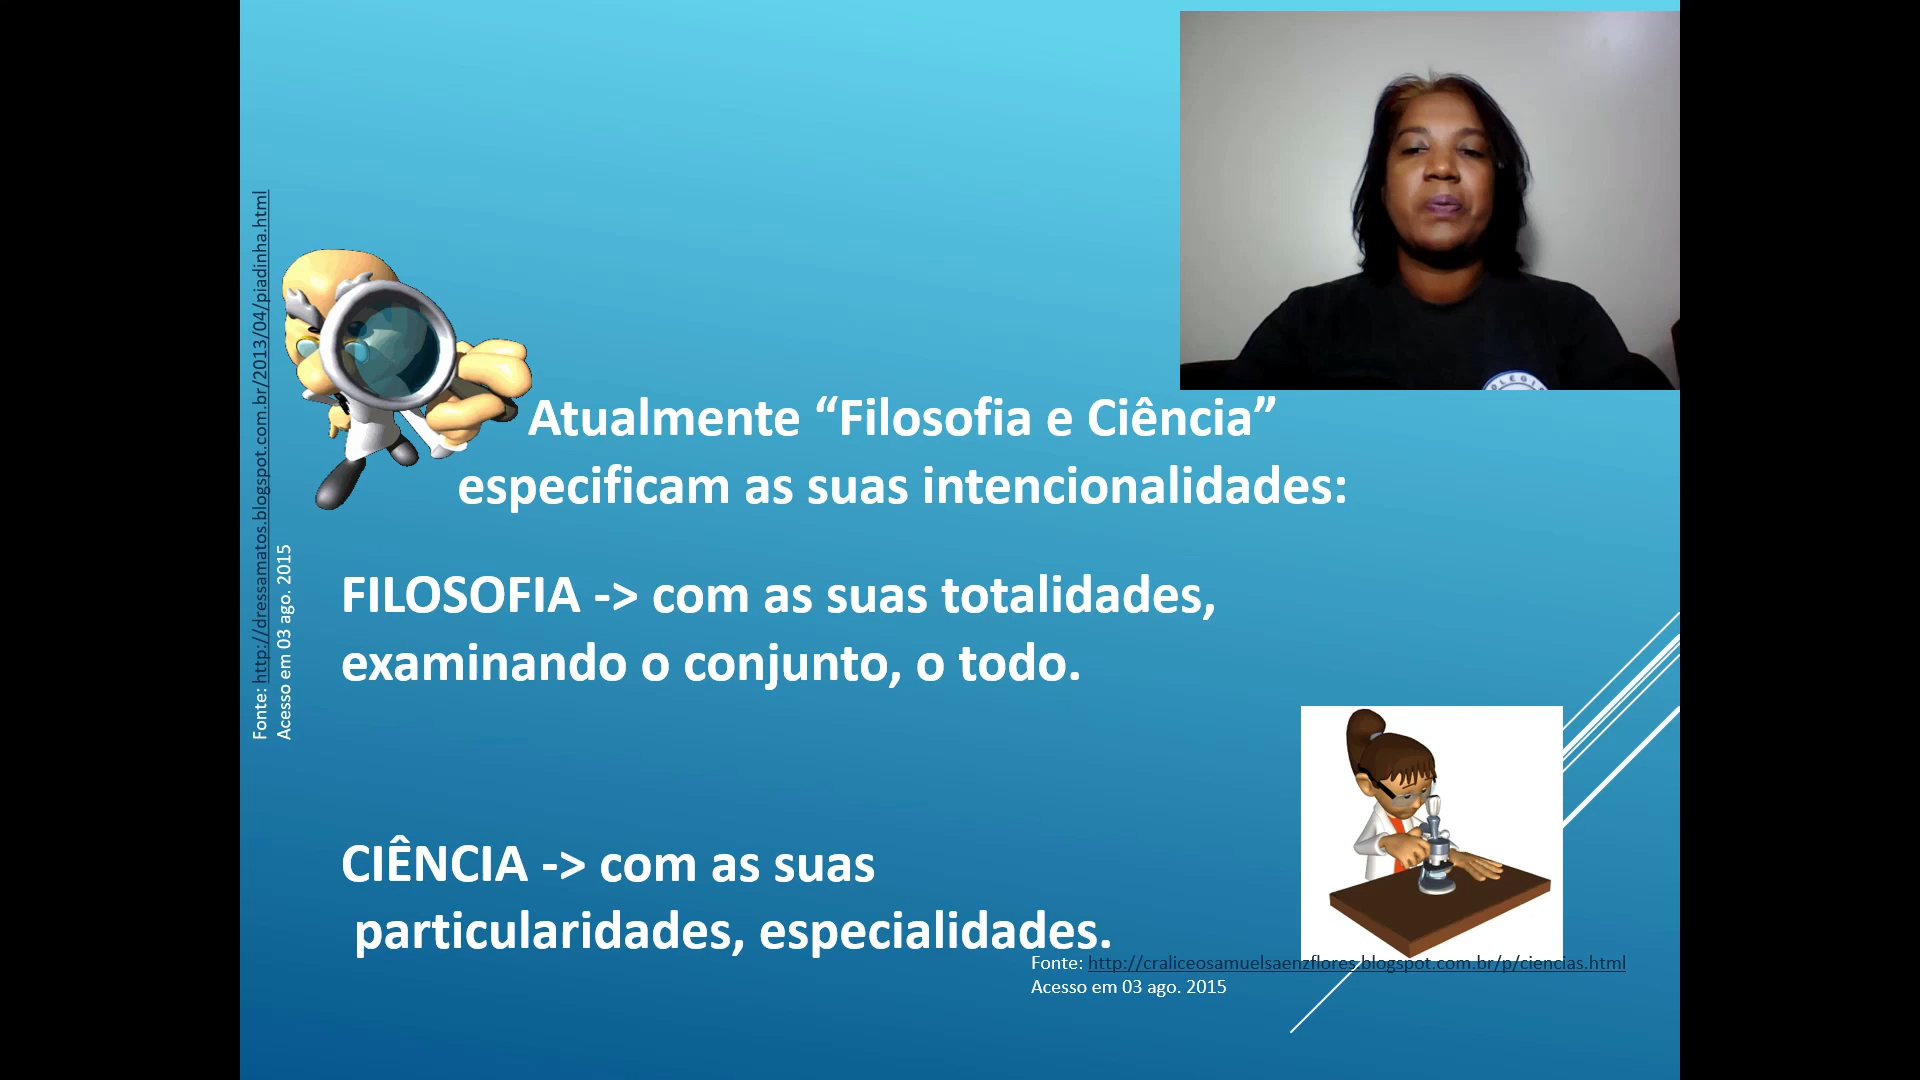 Fonte: http://dressamatos.blogspot.com.br/2013/04/piadinha.html
Acesso em 03 ago. 2015
Atualmente “Filosofia e Ciência”
especificam as suas intencionalidades:
FILOSOFIA -> com as suas totalidades,
examinando o conjunto, o todo.
CIÊNCIA -> com as suas
particularidades, especialidades.
Fonte: http://craliceosamuelsaenzflores.blogspot.com.br/p/ciencias.html
Acesso em 03 ago. 2015